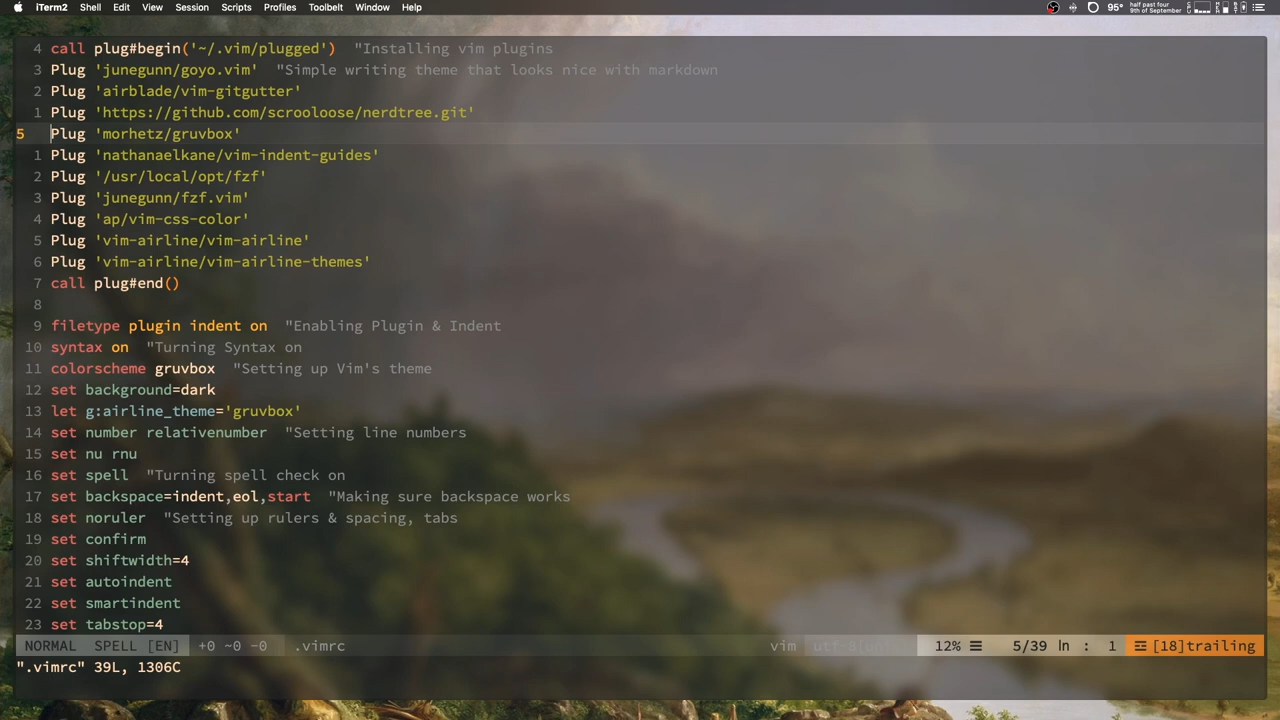 iTerm2 Shell Edit View Session Scripts Profiles Toolbelt Window Help 95° half past four
9th of September
4 call plug#begin('~/.vim/plugged')  "Installing vim plugins
3 Plug 'junegunn/goyo.vim'  "Simple writing theme that looks nice with markdown
2 Plug 'airblade/vim-gitgutter'
1 Plug 'https://github.com/scrooloose/nerdtree.git'
5 Plug 'morhetz/gruvbox'
1 Plug 'nathanaelkane/vim-indent-guides'
2 Plug '/usr/local/opt/fzf'
3 Plug 'junegunn/fzf.vim'
4 Plug 'ap/vim-css-color'
5 Plug 'vim-airline/vim-airline'
6 Plug 'vim-airline/vim-airline-themes'
7 call plug#end()
8
9 filetype plugin indent on  "Enabling Plugin & Indent
10 syntax on  "Turning Syntax on
11 colorscheme gruvbox  "Setting up Vim's theme
12 set background=dark
13 let g:airline_theme='gruvbox'
14 set number relativenumber  "Setting line numbers
15 set nu rnu
16 set spell  "Turning spell check on
17 set backspace=indent,eol,start  "Making sure backspace works
18 set noruler  "Setting up rulers & spacing, tabs
19 set confirm
20 set shiftwidth=4
21 set autoindent
22 set smartindent
23 set tabstop=4
NORMAL SPELL [EN] +0 ~0 -0 .vimrc vim 12% ☰ 5/39 ln : 1 ☲ [18]trailing
".vimrc" 39L, 1306C